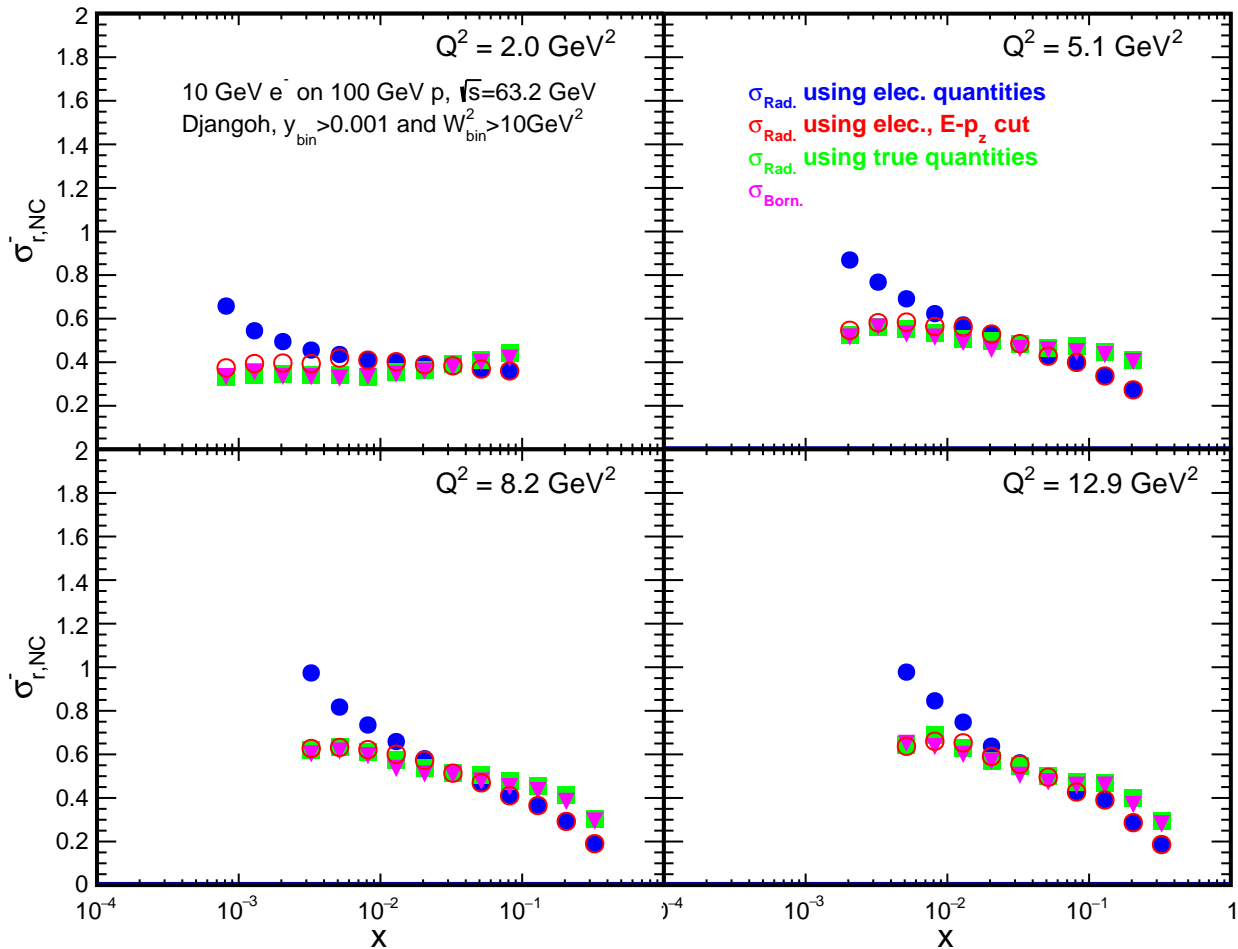 Q² = 2.0 GeV²
10 GeV e⁻ on 100 GeV p, √s=63.2 GeV
Djangoh, y_bin>0.001 and W²_bin>10GeV²
2
1.8
1.6
1.4
1.2
1
0.8
0.6
0.4
0.2
σ⁻_r,NC
Q² = 5.1 GeV²
σ_Rad. using elec. quantities
σ_Rad. using elec., E-p_z cut
σ_Rad. using true quantities
σ_Born.
Q² = 8.2 GeV²
2
1.8
1.6
1.4
1.2
1
0.8
0.6
0.4
0.2
0
σ⁻_r,NC
10⁻⁴ 10⁻³ 10⁻² 10⁻¹
x
Q² = 12.9 GeV²
0⁻⁴ 10⁻³ 10⁻² 10⁻¹ 1
x